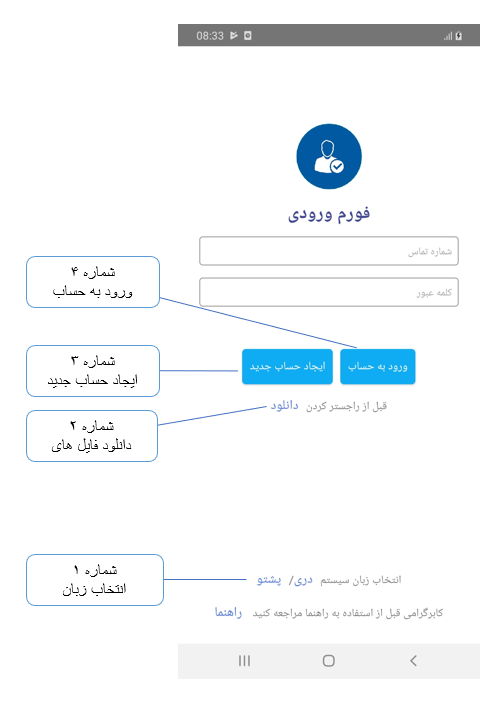 08:33
فورم ورودی
شماره تماس
کلمه عبور
شماره ۴
ورود به حساب
ورود به حساب
ایجاد حساب جدید
شماره ۳
ایجاد حساب جدید
قبل از راجستر کردن دانلود
شماره ۲
دانلود فایل های
انتخاب زبان سیستم دری/ پشتو
شماره ۱
انتخاب زبان
کابرگرامی قبل از استفاده به راهنما مراجعه کنید راهنما